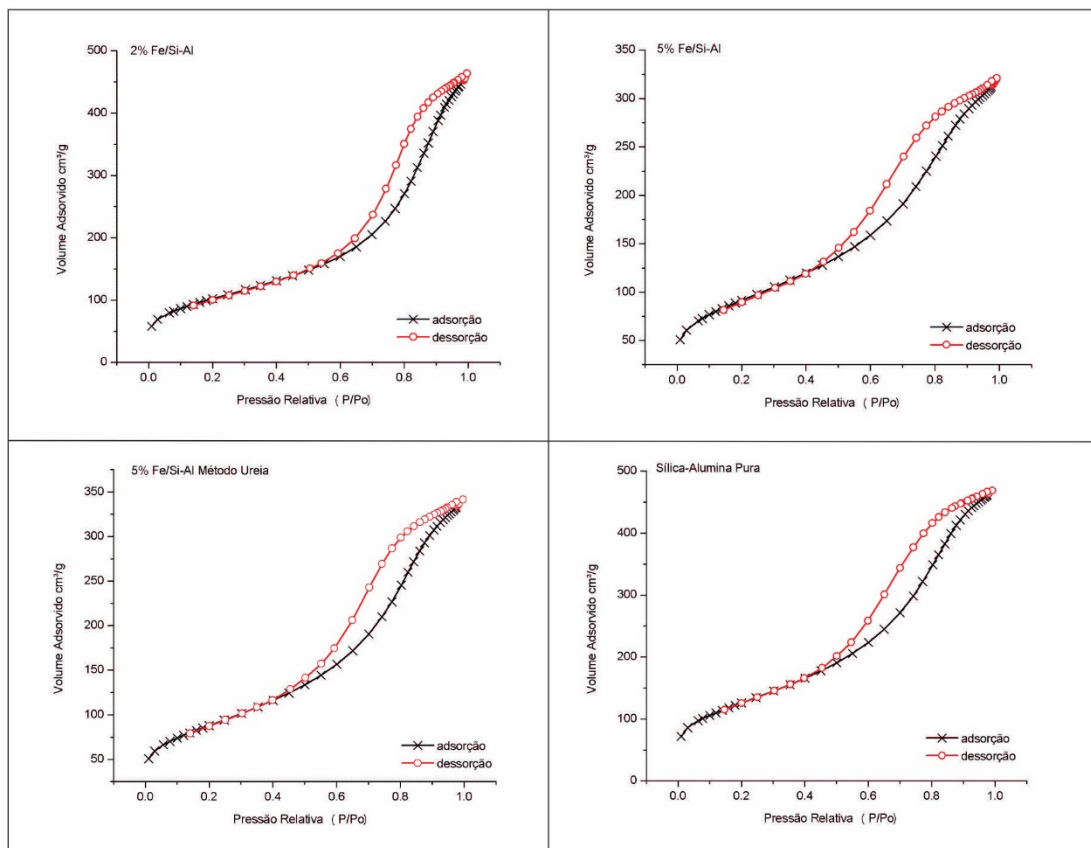 2% Fe/Si-Al
500
400
300
200
100
0
Volume Adsorvido cm³/g
adsorção
dessorção
0.0 0.2 0.4 0.6 0.8 1.0
Pressão Relativa ( P/Po)
5% Fe/Si-Al
350
300
250
200
150
100
50
Volume Adsorvido cm³/g
adsorção
dessorção
0.0 0.2 0.4 0.6 0.8 1.0
Pressão Relativa ( P/Po)
5% Fe/Si-Al Método Ureia
350
300
250
200
150
100
50
Volume Adsorvido cm³/g
adsorção
dessorção
0.0 0.2 0.4 0.6 0.8 1.0
Pressão Relativa ( P/Po)
Sílica-Alumina Pura
500
400
300
200
100
0
Volume Adsorvido cm³/g
adsorção
dessorção
0.0 0.2 0.4 0.6 0.8 1.0
Pressão Relativa ( P/Po)